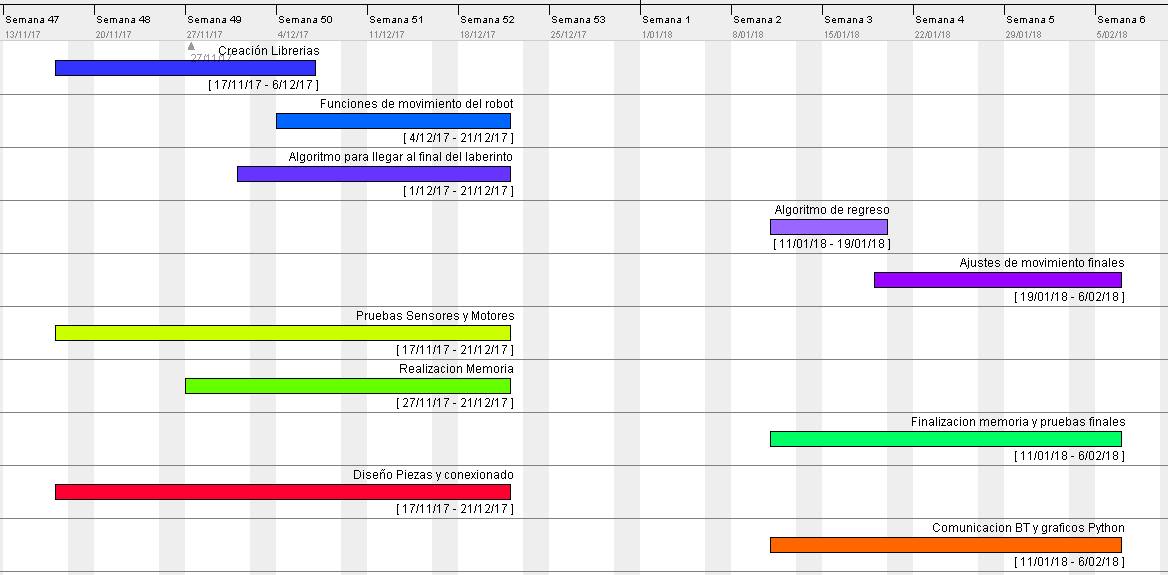 Semana 47 Semana 48 Semana 49 Semana 50 Semana 51 Semana 52 Semana 53 Semana 1 Semana 2 Semana 3 Semana 4 Semana 5 Semana 6
13/11/17 20/11/17 27/11/17 4/12/17 11/12/17 18/12/17 25/12/17 1/01/18 8/01/18 15/01/18 22/01/18 29/01/18 5/02/18
Creación Librerias
27/11/17
[ 17/11/17 - 6/12/17 ]
Funciones de movimiento del robot
[ 4/12/17 - 21/12/17 ]
Algoritmo para llegar al final del laberinto
[ 1/12/17 - 21/12/17 ]
Algoritmo de regreso
[ 11/01/18 - 19/01/18 ]
Ajustes de movimiento finales
[ 19/01/18 - 6/02/18 ]
Pruebas Sensores y Motores
[ 17/11/17 - 21/12/17 ]
Realizacion Memoria
[ 27/11/17 - 21/12/17 ]
Finalizacion memoria y pruebas finales
[ 11/01/18 - 6/02/18 ]
Diseño Piezas y conexionado
[ 17/11/17 - 21/12/17 ]
Comunicacion BT y graficos Python
[ 11/01/18 - 6/02/18 ]